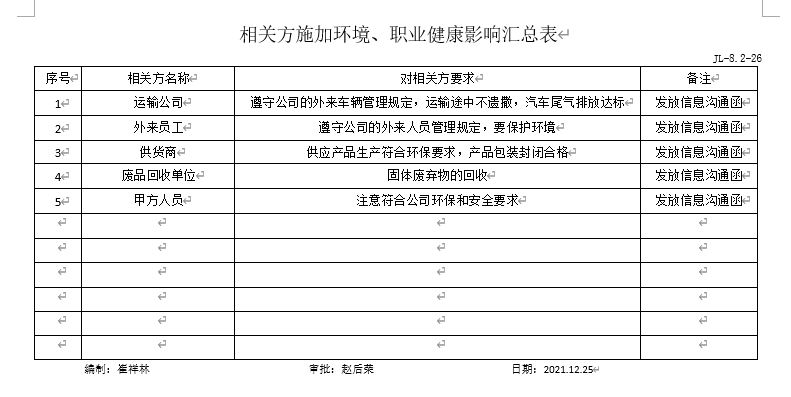 相关方施加环境、职业健康影响汇总表
JL-8.2-26
序号 相关方名称 对相关方要求 备注
1 运输公司 遵守公司的外来车辆管理规定，运输途中不遗撒，汽车尾气排放达标 发放信息沟通函
2 外来员工 遵守公司的外来人员管理规定，要保护环境 发放信息沟通函
3 供货商 供应产品生产符合环保要求，产品包装封闭合格 发放信息沟通函
4 废品回收单位 固体废弃物的回收 发放信息沟通函
5 甲方人员 注意符合公司环保和安全要求 发放信息沟通函
编制：崔祥林 审批：赵后荣 日期：2021.12.25